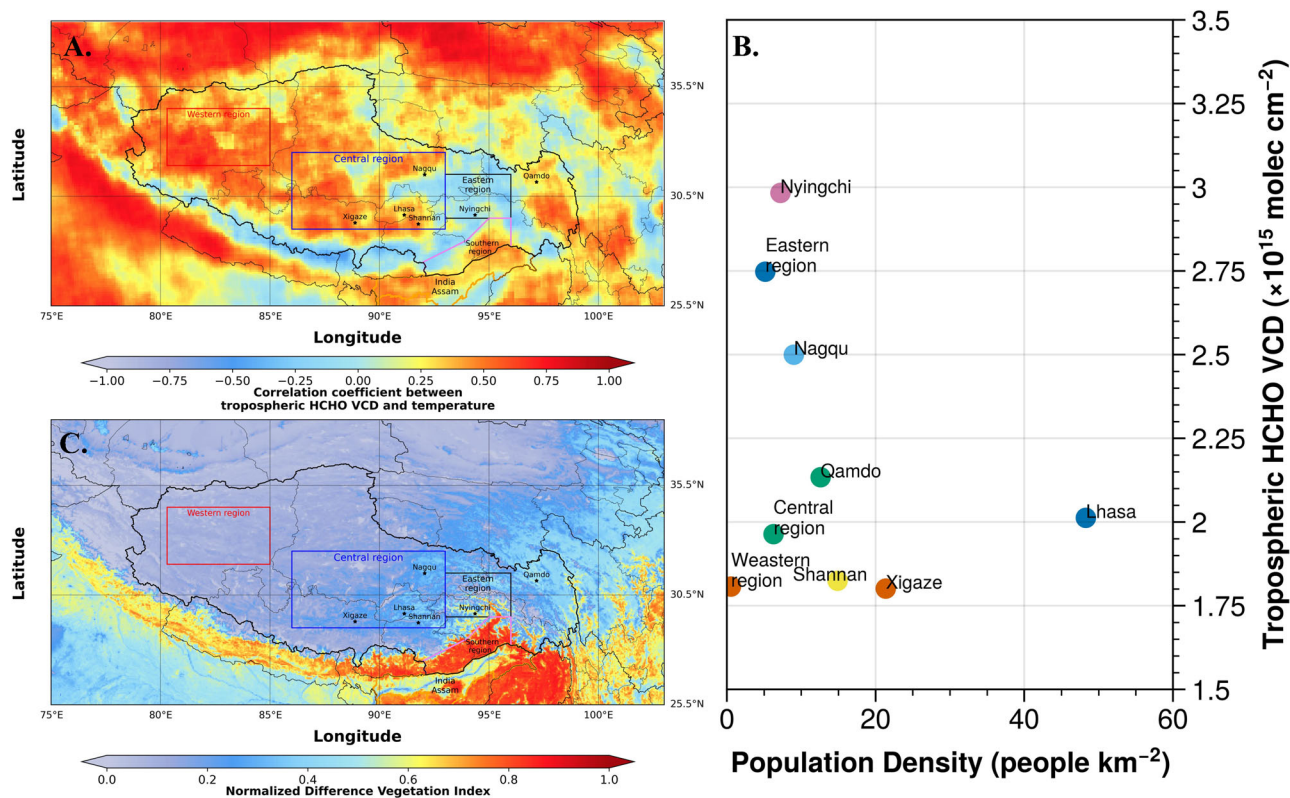 A.
Western region
Central region
Nagqu
Qamdo
Eastern
region
Xigaze
Lhasa
Shannan
Nyingchi
Southern
region
India
Assam
35.5°N
30.5°N
25.5°N
75°E
80°E
85°E
90°E
95°E
100°E
Latitude
Longitude
−1.00
−0.75
−0.50
−0.25
0.00
0.25
0.50
0.75
1.00
Correlation coefficient between
tropospheric HCHO VCD and temperature
C.
Western region
Central region
Nagqu
Qamdo
Eastern
region
Xigaze
Lhasa
Shannan
Nyingchi
Southern
region
India
Assam
35.5°N
30.5°N
25.5°N
75°E
80°E
85°E
90°E
95°E
100°E
Latitude
Longitude
0.0
0.2
0.4
0.6
0.8
1.0
Normalized Difference Vegetation Index
B.
Nyingchi
Eastern
region
Nagqu
Qamdo
Central
region
Lhasa
Weastern
region
Shannan
Xigaze
3.5
3.25
3
2.75
2.5
2.25
2
1.75
1.5
0
20
40
60
Population Density (people km⁻²)
Tropospheric HCHO VCD (×10¹⁵ molec cm⁻²)